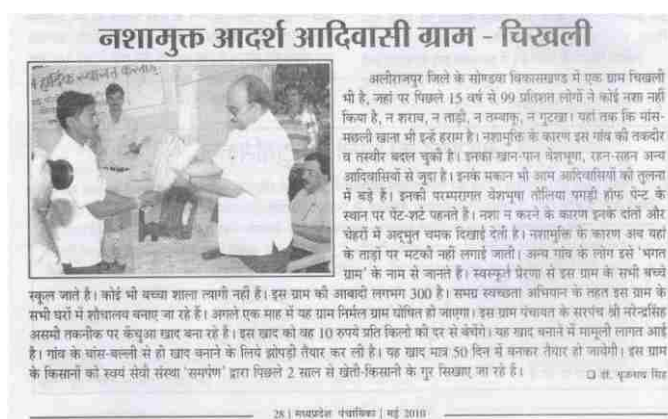 नशामुक्त आदर्श आदिवासी ग्राम - चिखली
हार्दिक स्वागत करता
अलीराजपुर जिले के सोण्डवा विकासखण्ड में एक ग्राम चिखली
भी है, जहां पर पिछले 15 वर्ष से 99 प्रतिशत लोगों ने कोई नशा नहीं
किया है, न शराब, न ताड़ी, न तम्बाकू, न गुटखा। यहां तक कि मांस-
मछली खाना भी इन्हें हराम है। नशामुक्ति के कारण इस गांव की तकदीर
व तस्वीर बदल चुकी है। इनका खान-पान वेशभूषा, रहन-सहन अन्य
आदिवासियों से जुदा है। इनके मकान भी आम आदिवासियों की तुलना
में बड़े है। इनकी परम्परागत वेशभूषा तौलिया पगड़ी हॉफ पेन्ट के
स्थान पर पेंट-शर्ट पहनते है। नशा न करने के कारण इनके दांतों और
चेहरों में अद्भुत चमक दिखाई देती है। नशामुक्ति के कारण अब यहां
के ताड़ों पर मटकी नहीं लगाई जाती। अन्य गांव के लोग इसे 'भगत
ग्राम' के नाम से जानते हैं। स्वस्फूर्त प्रेरणा से इस ग्राम के सभी बच्चे
स्कूल जाते है। कोई भी बच्चा शाला त्यागी नहीं है। इस ग्राम की आबादी लगभग 300 है। समग्र स्वच्छता अभियान के तहत इस ग्राम के
सभी घरों में शौचालय बनाए जा रहे हैं। अगले एक माह में यह ग्राम निर्मल ग्राम घोषित हो जाएगा। इस ग्राम पंचायत के सरपंच श्री नरेन्द्रसिंह
असमी तकनीक पर केंचुआ खाद बना रहे है। इस खाद को वह 10 रुपये प्रति किलो की दर से बेचेंगे। यह खाद बनाने में मामूली लागत आई
है। गांव के बांस-बल्ली से ही खाद बनाने के लिये झोपड़ी तैयार कर ली है। यह खाद मात्र 50 दिन में बनकर तैयार हो जायेगी। इस ग्राम
के किसानों को स्वयं सेवी संस्था 'समर्पण' द्वारा पिछले 2 साल से खेती-किसानी के गुर सिखाए जा रहे है।
सिंह
28 | मध्यप्रदेश पंचायिका | मई 2010